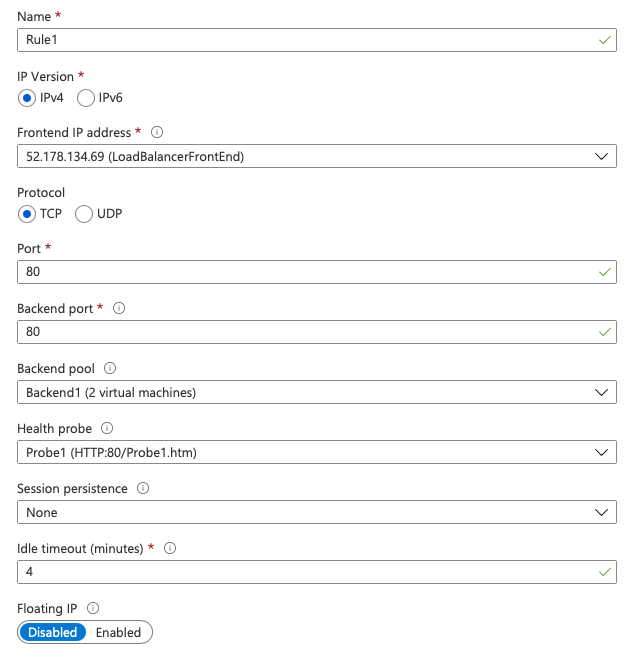 Name *
Rule1
IP Version *
IPv4 IPv6
Frontend IP address *
52.178.134.69 (LoadBalancerFrontEnd)
Protocol
TCP UDP
Port *
80
Backend port *
80
Backend pool
Backend1 (2 virtual machines)
Health probe
Probe1 (HTTP:80/Probe1.htm)
Session persistence
None
Idle timeout (minutes) *
4
Floating IP
Disabled Enabled